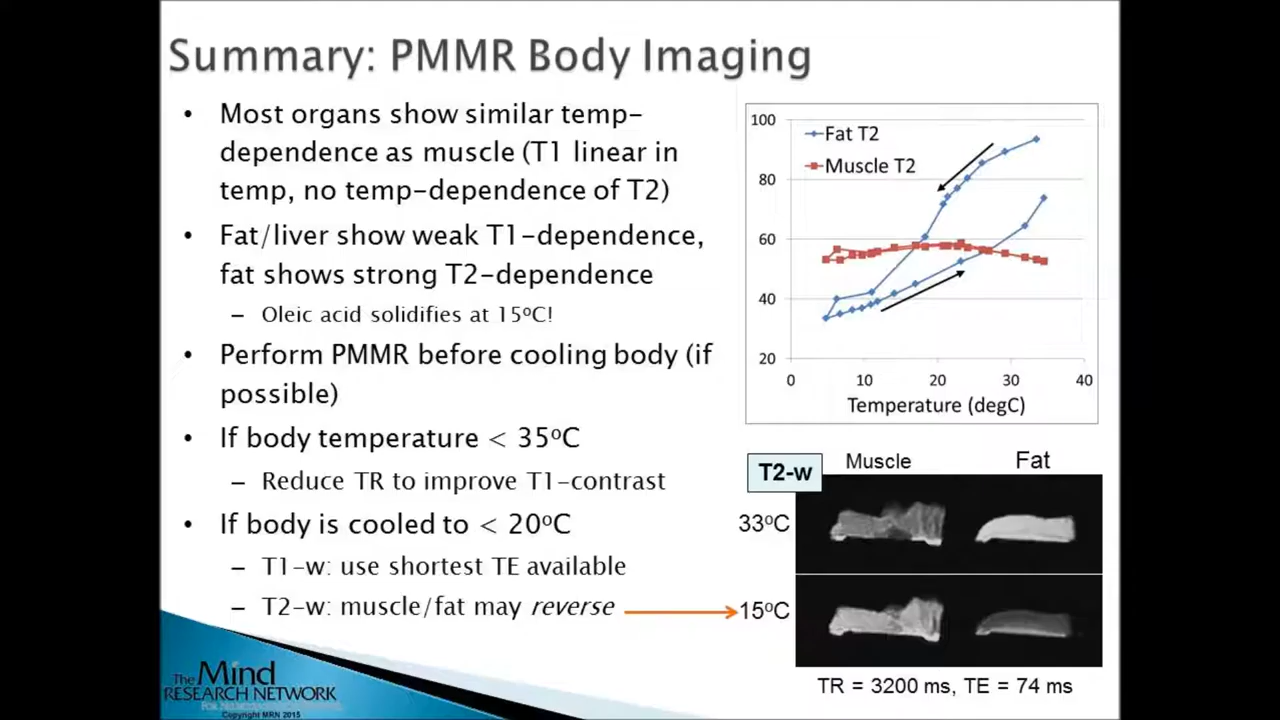 Summary: PMMR Body Imaging
• Most organs show similar temp-
dependence as muscle (T1 linear in
temp, no temp-dependence of T2)
• Fat/liver show weak T1-dependence,
fat shows strong T2-dependence
– Oleic acid solidifies at 15ºC!
• Perform PMMR before cooling body (if
possible)
• If body temperature < 35ºC
– Reduce TR to improve T1-contrast
• If body is cooled to < 20ºC
– T1-w: use shortest TE available
– T2-w: muscle/fat may reverse
100
80
60
40
20
Fat T2
Muscle T2
0 10 20 30 40
Temperature (degC)
T2-w
Muscle Fat
33ºC
15ºC
TR = 3200 ms, TE = 74 ms
The Mind
RESEARCH NETWORK
Copyright MRN 2015